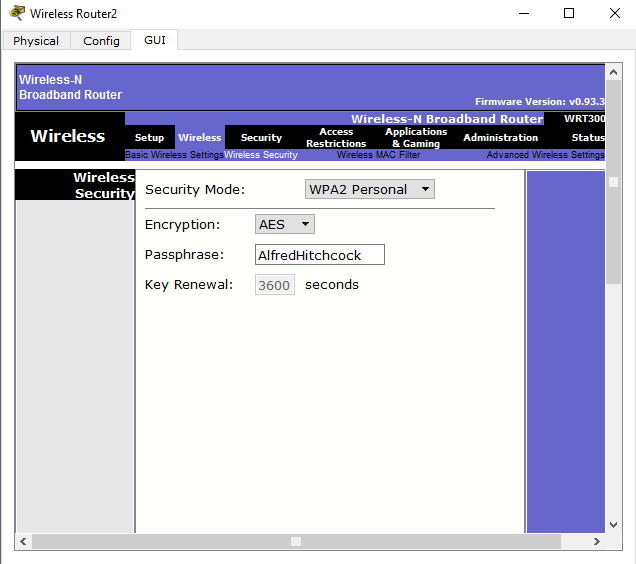 Wireless Router2
Physical Config GUI
Wireless-N
Broadband Router
Firmware Version: v0.93.3
Wireless-N Broadband Router WRT300
Wireless
Setup Wireless Security Access Restrictions Applications & Gaming Administration Status
Basic Wireless Settings Wireless Security Wireless MAC Filter Advanced Wireless Settings
Wireless
Security
Security Mode: WPA2 Personal
Encryption: AES
Passphrase: AlfredHitchcock
Key Renewal: 3600 seconds